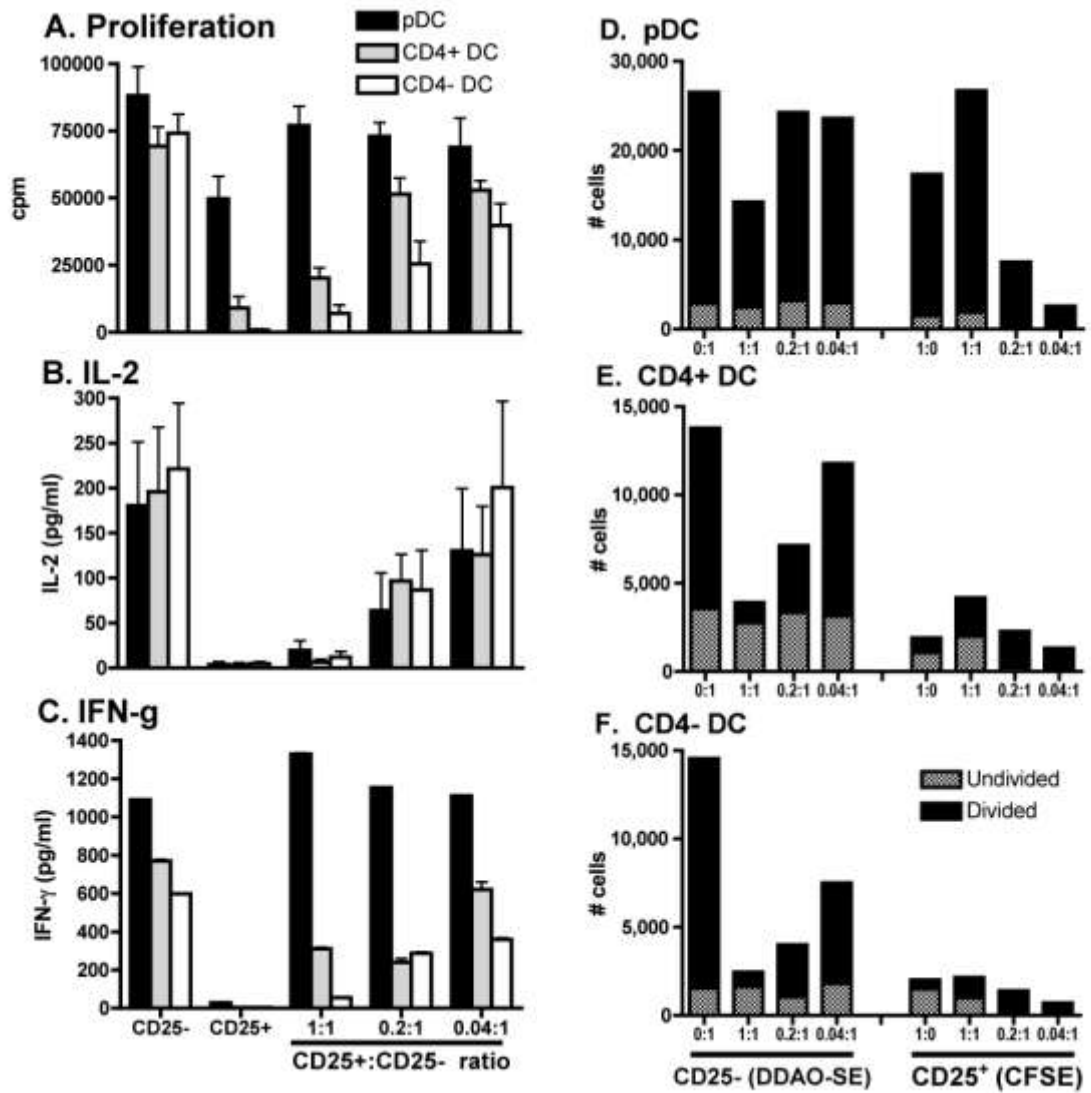 A. Proliferation
pDC
CD4+ DC
CD4- DC
100000
75000
50000
25000
0
cpm
B. IL-2
300
250
200
150
100
50
0
IL-2 (pg/ml)
C. IFN-g
1400
1200
1000
800
600
400
200
0
IFN-γ (pg/ml)
CD25- CD25+ 1:1 0.2:1 0.04:1
CD25+:CD25- ratio
D. pDC
30,000
20,000
10,000
0
# cells
0:1 1:1 0.2:1 0.04:1 1:0 1:1 0.2:1 0.04:1
E. CD4+ DC
15,000
10,000
5,000
0
# cells
0:1 1:1 0.2:1 0.04:1 1:0 1:1 0.2:1 0.04:1
F. CD4- DC
15,000
10,000
5,000
0
# cells
Undivided
Divided
0:1 1:1 0.2:1 0.04:1 1:0 1:1 0.2:1 0.04:1
CD25- (DDAO-SE) CD25⁺ (CFSE)